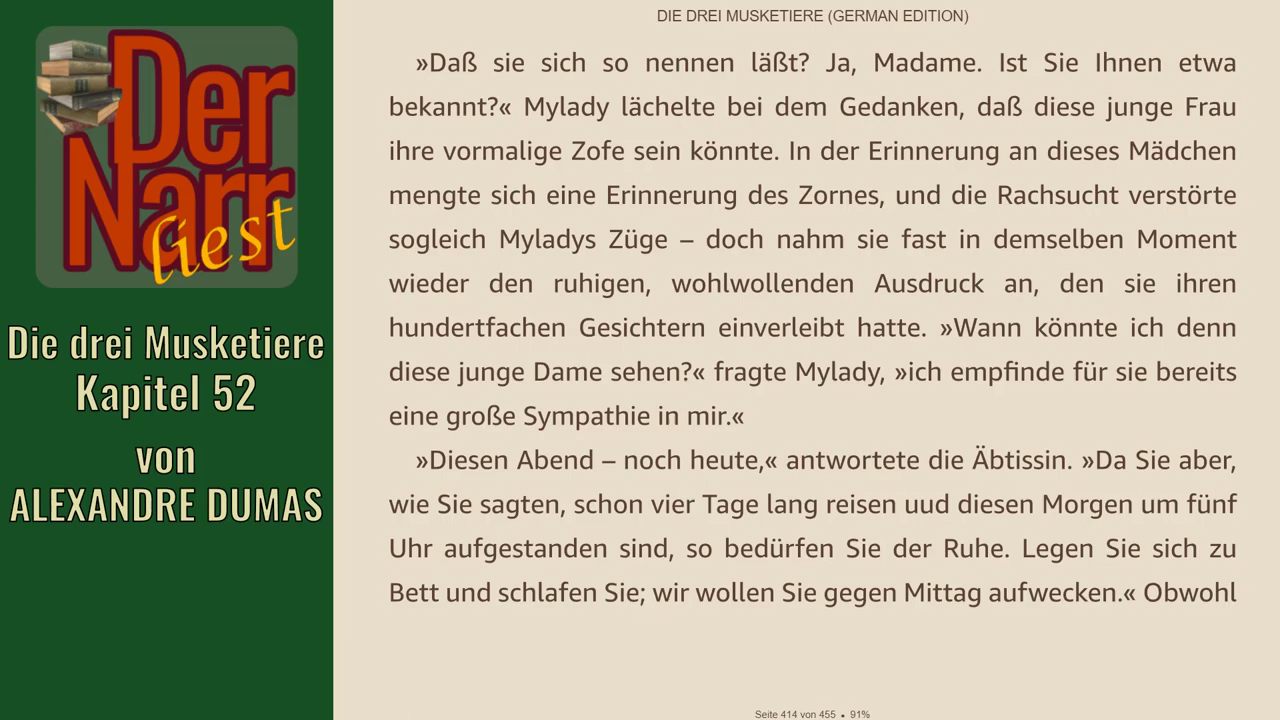 Der
Narr
liest
Die drei Musketiere
Kapitel 52
von
ALEXANDRE DUMAS
DIE DREI MUSKETIERE (GERMAN EDITION)
»Daß sie sich so nennen läßt? Ja, Madame. Ist Sie Ihnen etwa
bekannt?« Mylady lächelte bei dem Gedanken, daß diese junge Frau
ihre vormalige Zofe sein könnte. In der Erinnerung an dieses Mädchen
mengte sich eine Erinnerung des Zornes, und die Rachsucht verstörte
sogleich Myladys Züge – doch nahm sie fast in demselben Moment
wieder den ruhigen, wohlwollenden Ausdruck an, den sie ihren
hundertfachen Gesichtern einverleibt hatte. »Wann könnte ich denn
diese junge Dame sehen?« fragte Mylady, »ich empfinde für sie bereits
eine große Sympathie in mir.«
»Diesen Abend – noch heute,« antwortete die Äbtissin. »Da Sie aber,
wie Sie sagten, schon vier Tage lang reisen uud diesen Morgen um fünf
Uhr aufgestanden sind, so bedürfen Sie der Ruhe. Legen Sie sich zu
Bett und schlafen Sie; wir wollen Sie gegen Mittag aufwecken.« Obwohl
Seite 414 von 455 • 91%